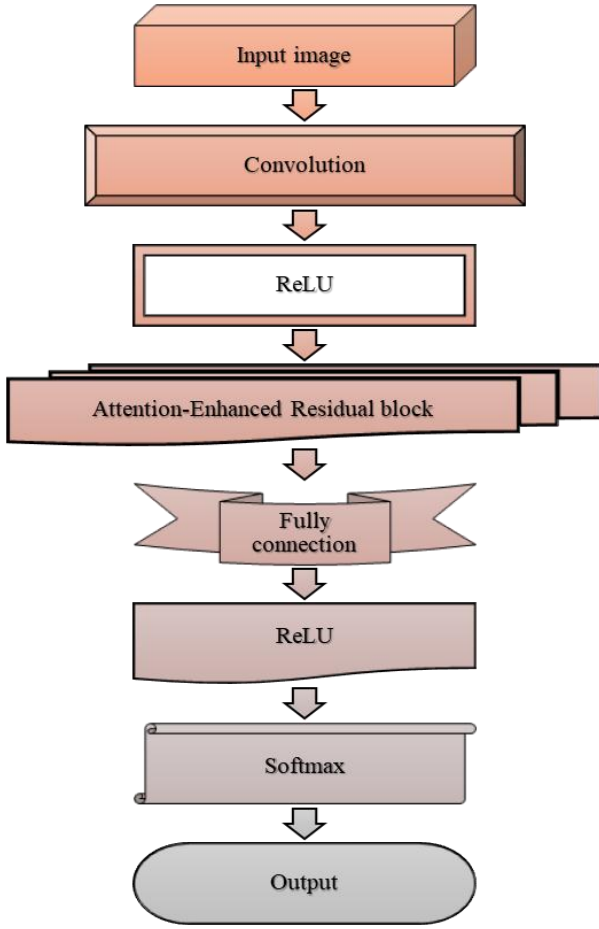 Input image
Convolution
ReLU
Attention-Enhanced Residual block
Fully
connection
ReLU
Softmax
Output